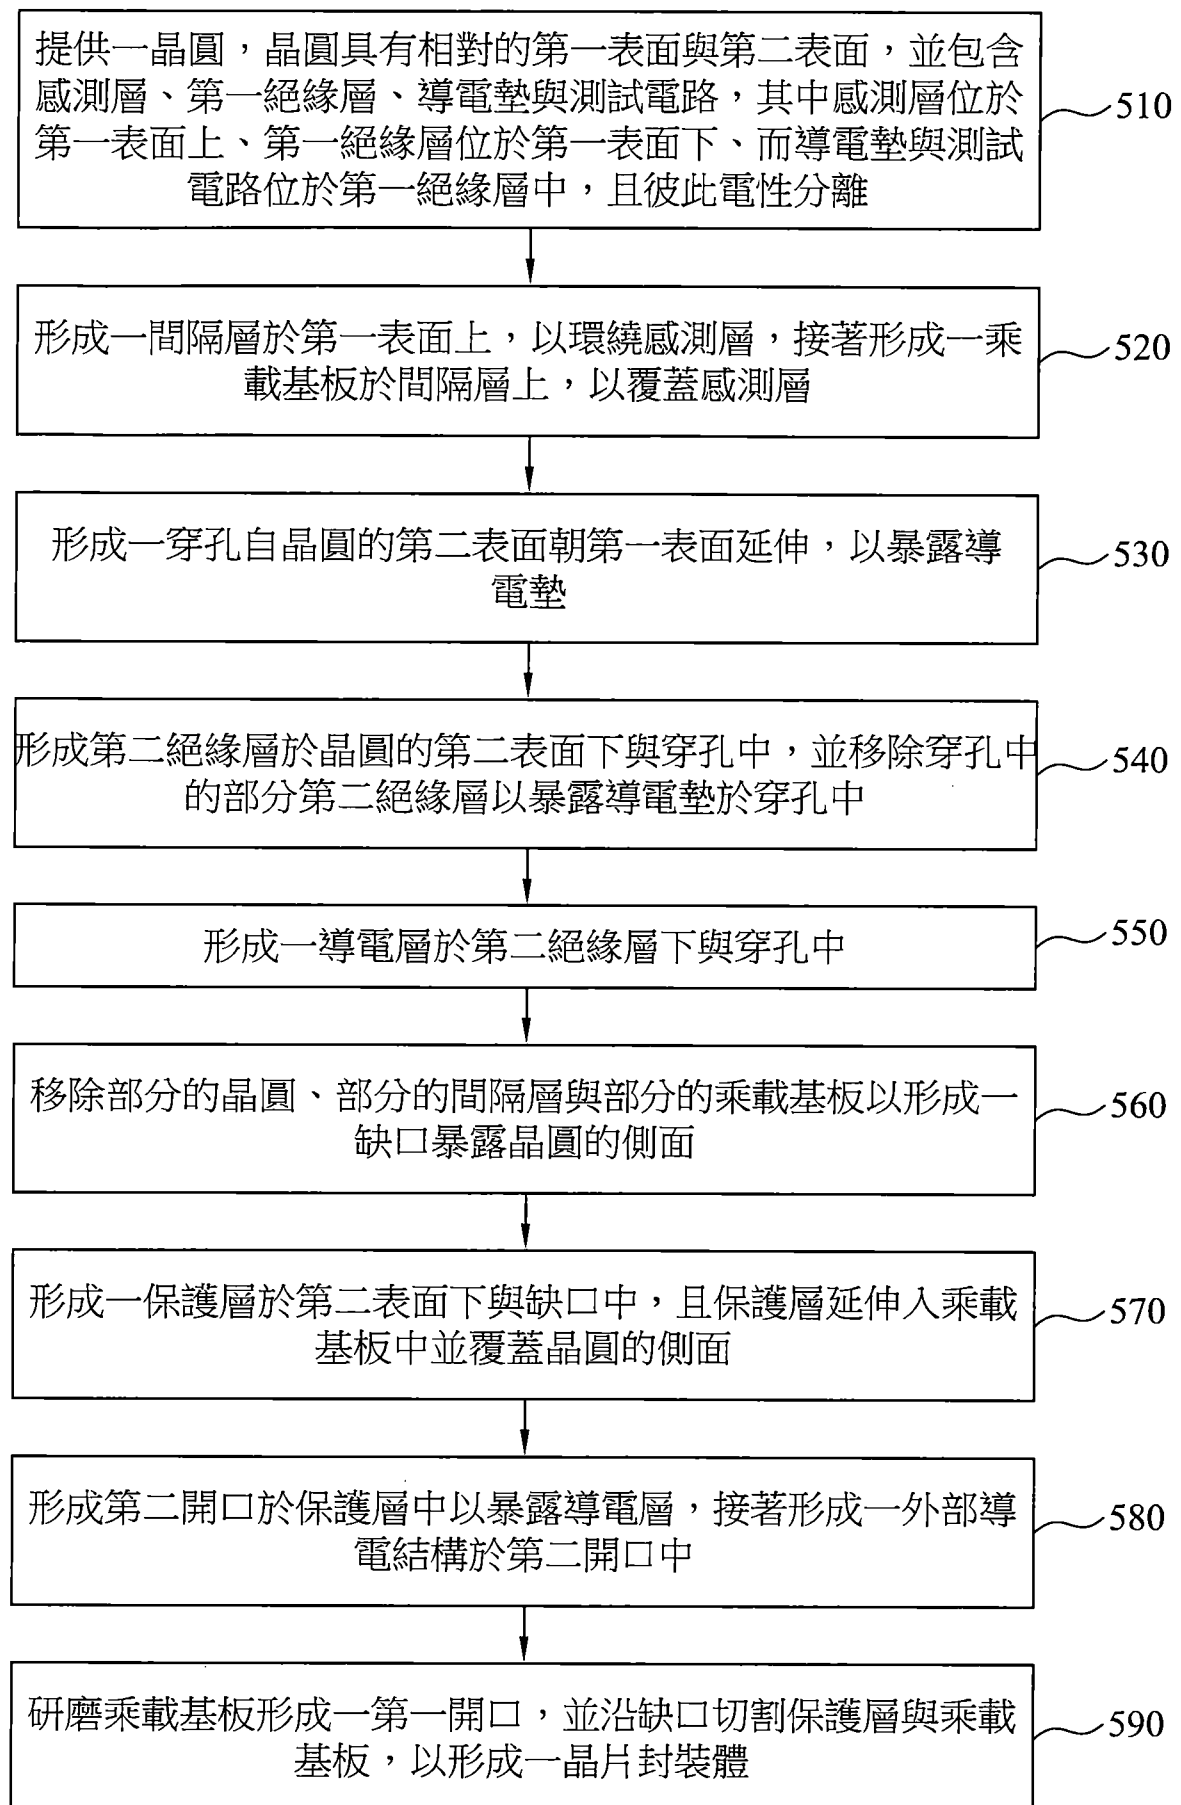 提供一晶圓，晶圓具有相對的第一表面與第二表面，並包含
感測層、第一絕緣層、導電墊與測試電路，其中感測層位於
第一表面上、第一絕緣層位於第一表面下、而導電墊與測試
電路位於第一絕緣層中，且彼此電性分離
510
形成一間隔層於第一表面上，以環繞感測層，接著形成一乘
載基板於間隔層上，以覆蓋感測層
520
形成一穿孔自晶圓的第二表面朝第一表面延伸，以暴露導
電墊
530
形成第二絕緣層於晶圓的第二表面下與穿孔中，並移除穿孔中
的部分第二絕緣層以暴露導電墊於穿孔中
540
形成一導電層於第二絕緣層下與穿孔中
550
移除部分的晶圓、部分的間隔層與部分的乘載基板以形成一
缺口暴露晶圓的側面
560
形成一保護層於第二表面下與缺口中，且保護層延伸入乘載
基板中並覆蓋晶圓的側面
570
形成第二開口於保護層中以暴露導電層，接著形成一外部導
電結構於第二開口中
580
研磨乘載基板形成一第一開口，並沿缺口切割保護層與乘載
基板，以形成一晶片封裝體
590